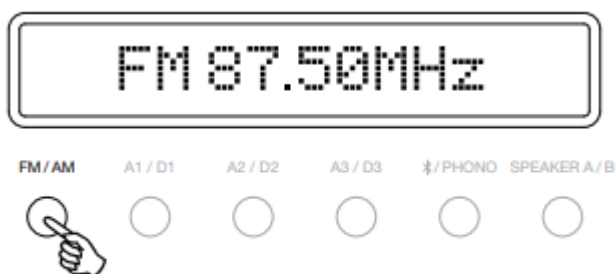 FM 87.50MHz
FM/AM A1 / D1 A2 / D2 A3 / D3 ᛒ/PHONO SPEAKER A/B